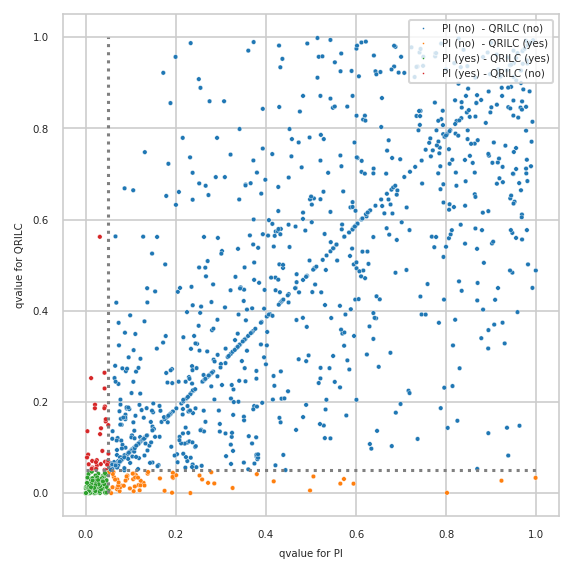 PI (no)  - QRILC (no)
PI (no)  - QRILC (yes)
PI (yes) - QRILC (yes)
PI (yes) - QRILC (no)
1.0
0.8
0.6
0.4
0.2
0.0
qvalue for QRILC
0.0 0.2 0.4 0.6 0.8 1.0
qvalue for PI